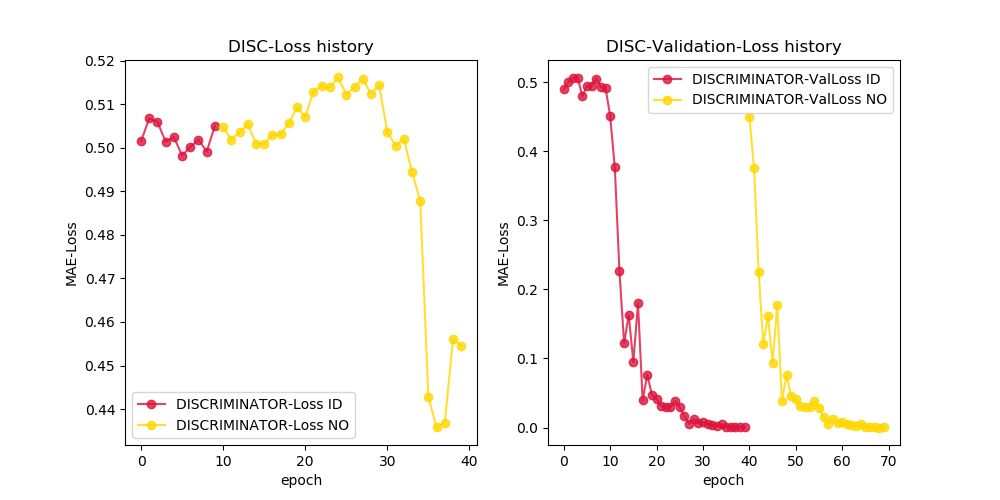 DISC-Loss history
MAE-Loss
0.52
0.51
0.50
0.49
0.48
0.47
0.46
0.45
0.44
DISCRIMINATOR-Loss ID
DISCRIMINATOR-Loss NO
0 10 20 30 40
epoch
DISC-Validation-Loss history
MAE-Loss
0.5
0.4
0.3
0.2
0.1
0.0
DISCRIMINATOR-ValLoss ID
DISCRIMINATOR-ValLoss NO
0 10 20 30 40 50 60 70
epoch